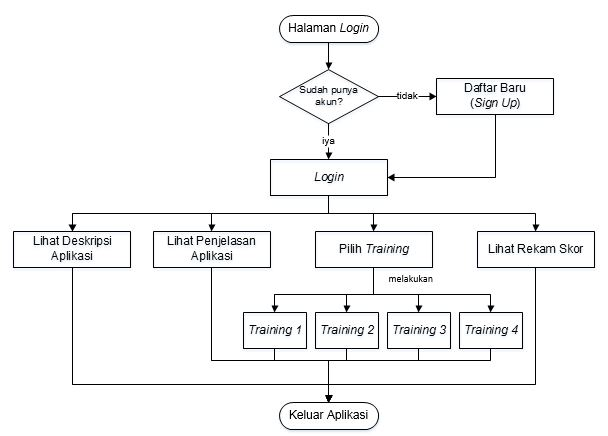 Halaman Login
Sudah punya
akun?
tidak
Daftar Baru
(Sign Up)
iya
Login
Lihat Deskripsi
Aplikasi
Lihat Penjelasan
Aplikasi
Pilih Training
Lihat Rekam Skor
melakukan
Training 1
Training 2
Training 3
Training 4
Keluar Aplikasi